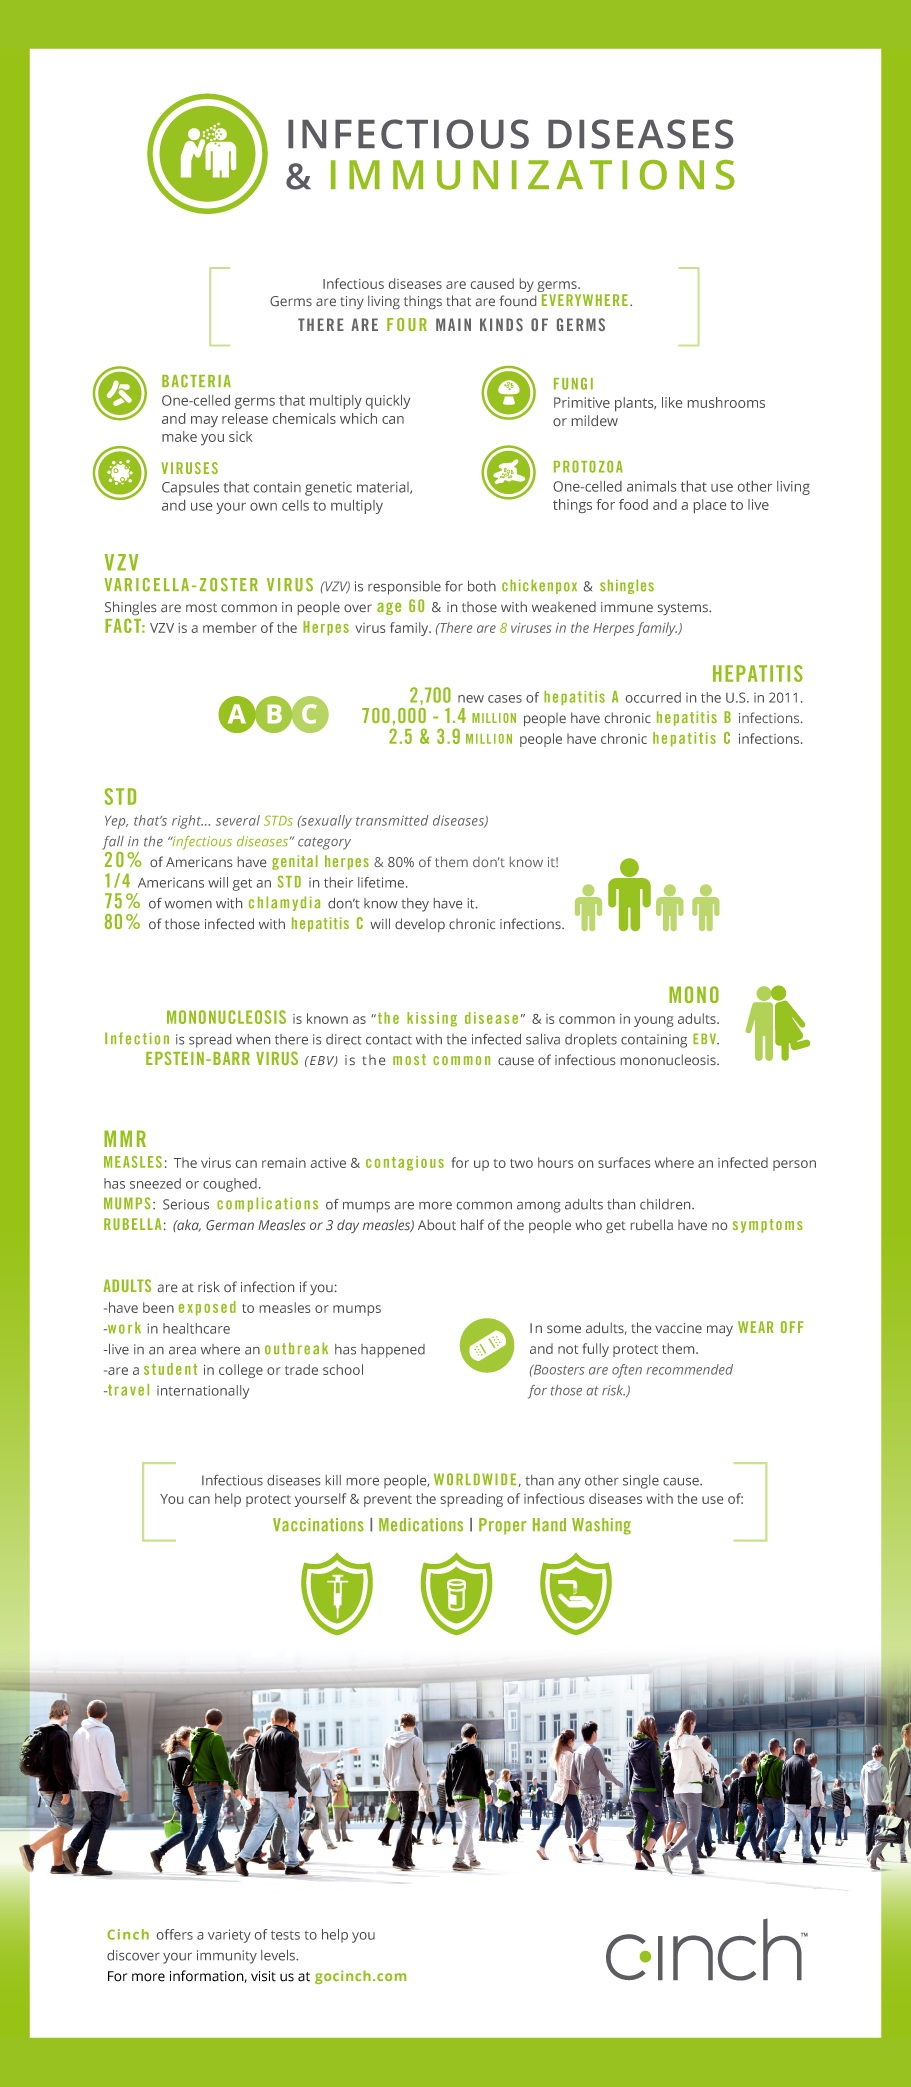 INFECTIOUS DISEASES
& IMMUNIZATIONS
Infectious diseases are caused by germs.
Germs are tiny living things that are found EVERYWHERE.
THERE ARE FOUR MAIN KINDS OF GERMS
BACTERIA
One-celled germs that multiply quickly
and may release chemicals which can
make you sick
FUNGI
Primitive plants, like mushrooms
or mildew
VIRUSES
Capsules that contain genetic material,
and use your own cells to multiply
PROTOZOA
One-celled animals that use other living
things for food and a place to live
VZV
VARICELLA-ZOSTER VIRUS (VZV) is responsible for both chickenpox & shingles
Shingles are most common in people over age 60 & in those with weakened immune systems.
FACT: VZV is a member of the Herpes virus family. (There are 8 viruses in the Herpes family.)
HEPATITIS
A B C
2,700 new cases of hepatitis A occurred in the U.S. in 2011.
700,000 - 1.4 MILLION people have chronic hepatitis B infections.
2.5 & 3.9 MILLION people have chronic hepatitis C infections.
STD
Yep, that's right... several STDs (sexually transmitted diseases)
fall in the "infectious diseases" category
20% of Americans have genital herpes & 80% of them don't know it!
1/4 Americans will get an STD in their lifetime.
75% of women with chlamydia don't know they have it.
80% of those infected with hepatitis C will develop chronic infections.
MONO
MONONUCLEOSIS is known as "the kissing disease" & is common in young adults.
Infection is spread when there is direct contact with the infected saliva droplets containing EBV.
EPSTEIN-BARR VIRUS (EBV) is the most common cause of infectious mononucleosis.
MMR
MEASLES: The virus can remain active & contagious for up to two hours on surfaces where an infected person
has sneezed or coughed.
MUMPS: Serious complications of mumps are more common among adults than children.
RUBELLA: (aka, German Measles or 3 day measles) About half of the people who get rubella have no symptoms
ADULTS are at risk of infection if you:
-have been exposed to measles or mumps
-work in healthcare
-live in an area where an outbreak has happened
-are a student in college or trade school
-travel internationally
In some adults, the vaccine may WEAR OFF
and not fully protect them.
(Boosters are often recommended
for those at risk.)
Infectious diseases kill more people, WORLDWIDE, than any other single cause.
You can help protect yourself & prevent the spreading of infectious diseases with the use of:
Vaccinations | Medications | Proper Hand Washing
Cinch offers a variety of tests to help you
discover your immunity levels.
For more information, visit us at gocinch.com
cinch™